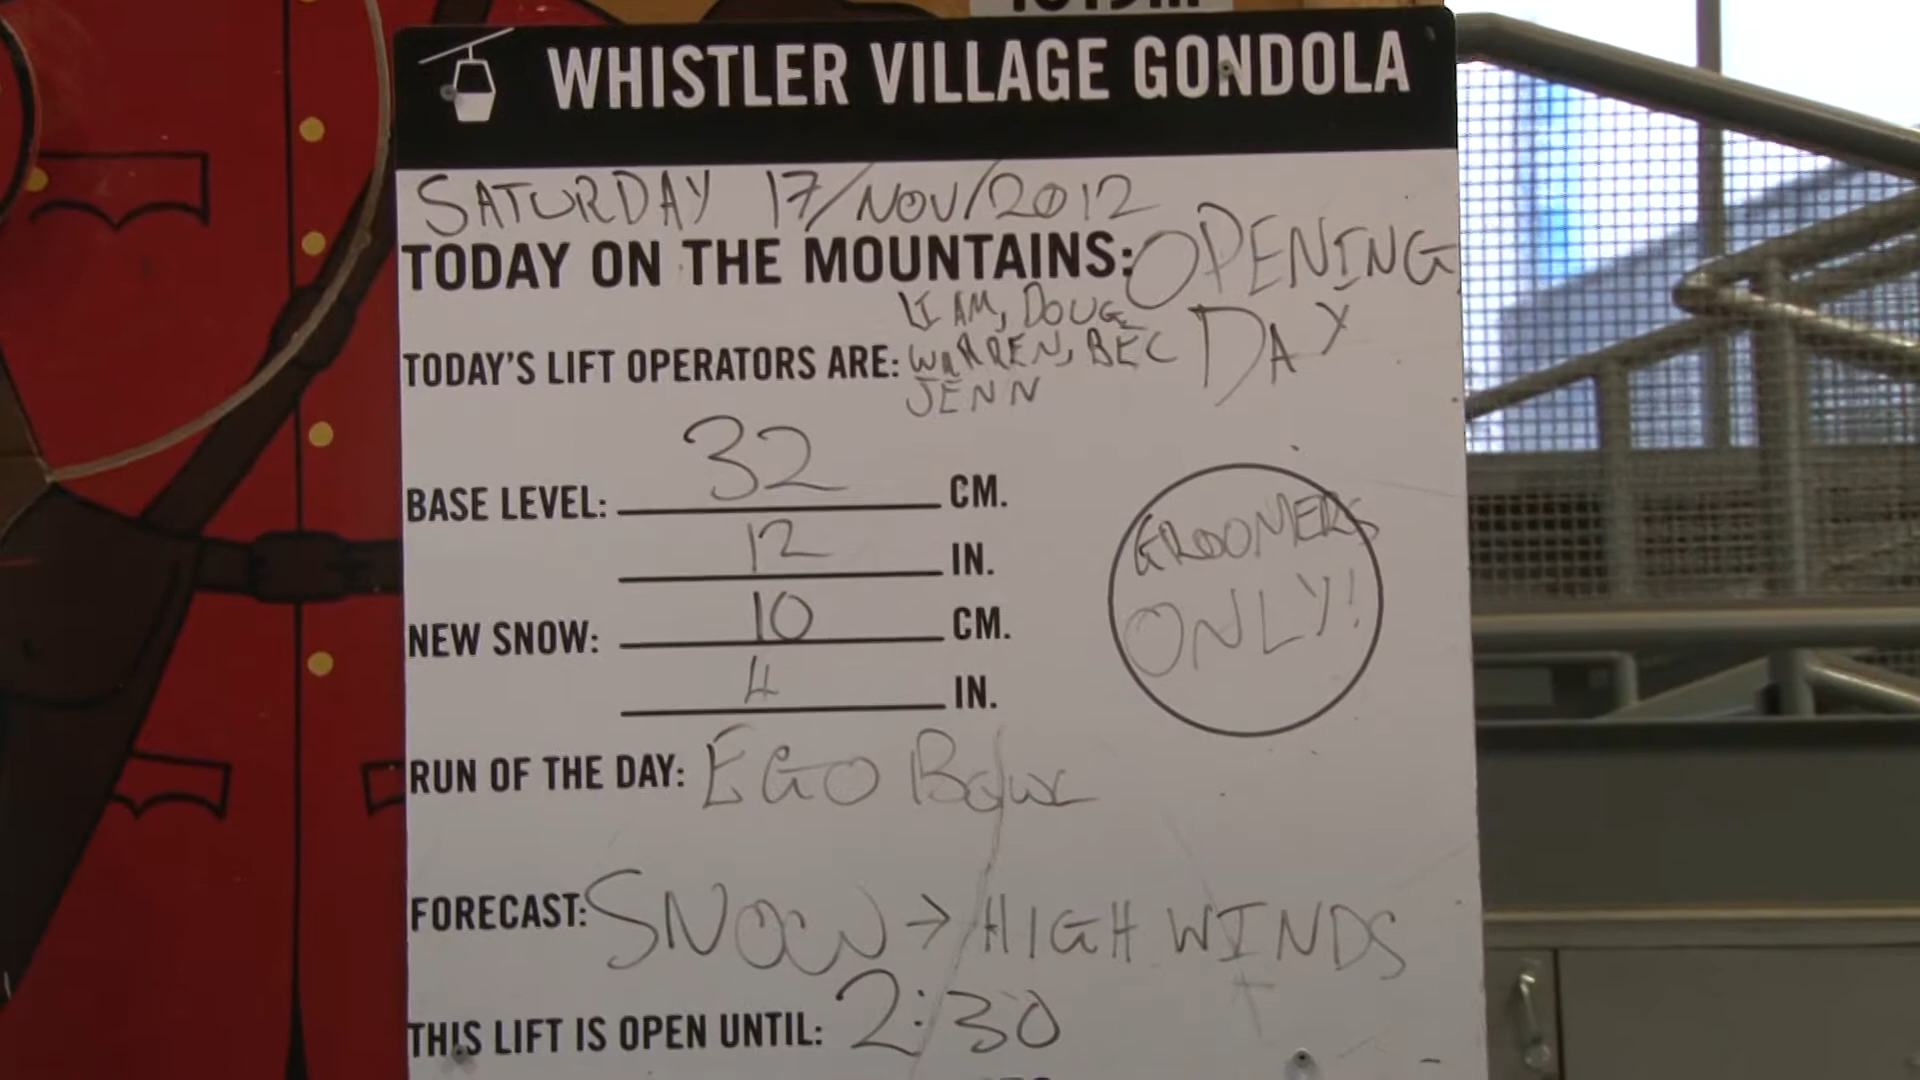 WHISTLER VILLAGE GONDOLA
SATURDAY 17/NOV/2012
TODAY ON THE MOUNTAINS: OPENING DAY
TODAY'S LIFT OPERATORS ARE: LIAM, DOUG
WARREN, BEC
JENN
BASE LEVEL: 32 CM.
12 IN.
NEW SNOW: 10 CM.
4 IN.
GROOMERS
ONLY!
RUN OF THE DAY: EGO BOWL
FORECAST: SNOW → HIGH WINDS
THIS LIFT IS OPEN UNTIL: 2:30